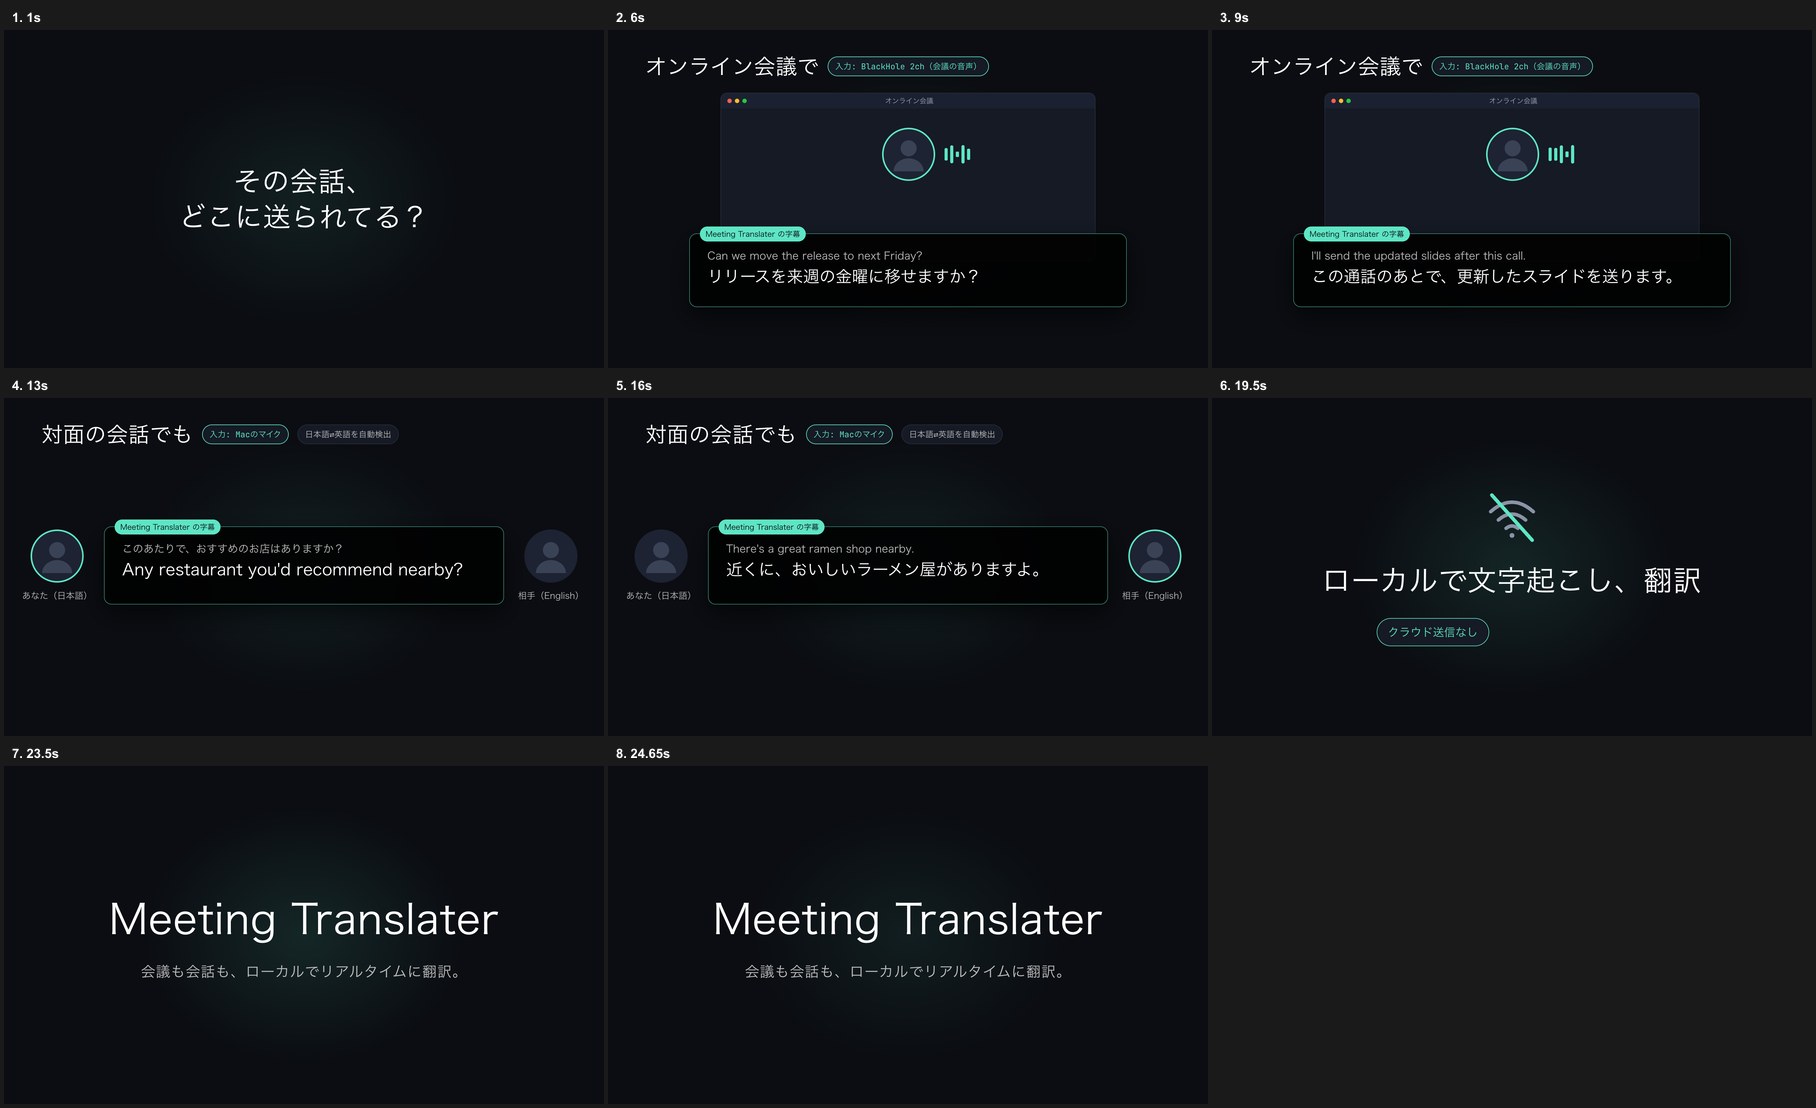 1. 1s
その会話、
どこに送られてる？
2. 6s
オンライン会議で
入力: BlackHole 2ch（会議の音声）
オンライン会議
Meeting Translater の字幕
Can we move the release to next Friday?
リリースを来週の金曜に移せますか？
3. 9s
オンライン会議で
入力: BlackHole 2ch（会議の音声）
オンライン会議
Meeting Translater の字幕
I'll send the updated slides after this call.
この通話のあとで、更新したスライドを送ります。
4. 13s
対面の会話でも
入力: Macのマイク
日本語⇄英語を自動検出
Meeting Translater の字幕
このあたりで、おすすめのお店はありますか？
Any restaurant you'd recommend nearby?
あなた（日本語）
相手（English）
5. 16s
対面の会話でも
入力: Macのマイク
日本語⇄英語を自動検出
Meeting Translater の字幕
There's a great ramen shop nearby.
近くに、おいしいラーメン屋がありますよ。
あなた（日本語）
相手（English）
6. 19.5s
ローカルで文字起こし、翻訳
クラウド送信なし
7. 23.5s
Meeting Translater
会議も会話も、ローカルでリアルタイムに翻訳。
8. 24.65s
Meeting Translater
会議も会話も、ローカルでリアルタイムに翻訳。